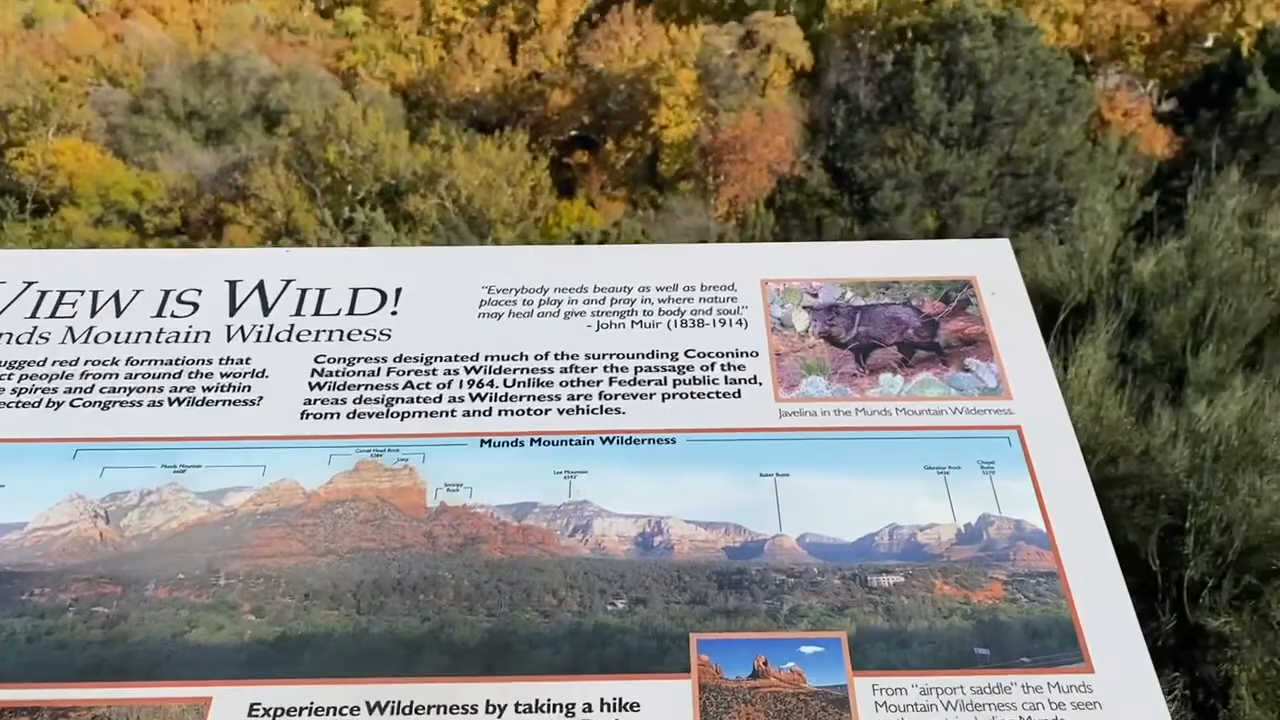 VIEW IS WILD!
nds Mountain Wilderness
ugged red rock formations that
ct people from around the world.
e spires and canyons are within
ected by Congress as Wilderness?
"Everybody needs beauty as well as bread,
places to play in and pray in, where nature
may heal and give strength to body and soul."
- John Muir (1838-1914)
Congress designated much of the surrounding Coconino
National Forest as Wilderness after the passage of the
Wilderness Act of 1964. Unlike other Federal public land,
areas designated as Wilderness are forever protected
from development and motor vehicles.
Javelina in the Munds Mountain Wilderness.
Munds Mountain Wilderness
Munds Mountain
Camel Head Rock
Lucy
Snoopy
Rock
Lee Mountain
Baker Butte
Gibraltar Rock
Chapel
Butte
Experience Wilderness by taking a hike
From "airport saddle" the Munds
Mountain Wilderness can be seen